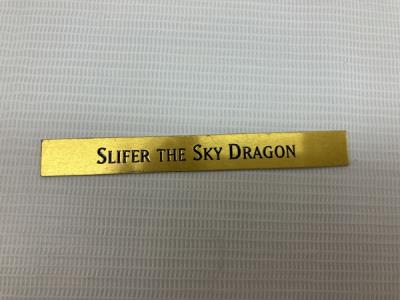 Slifer the Sky Dragon